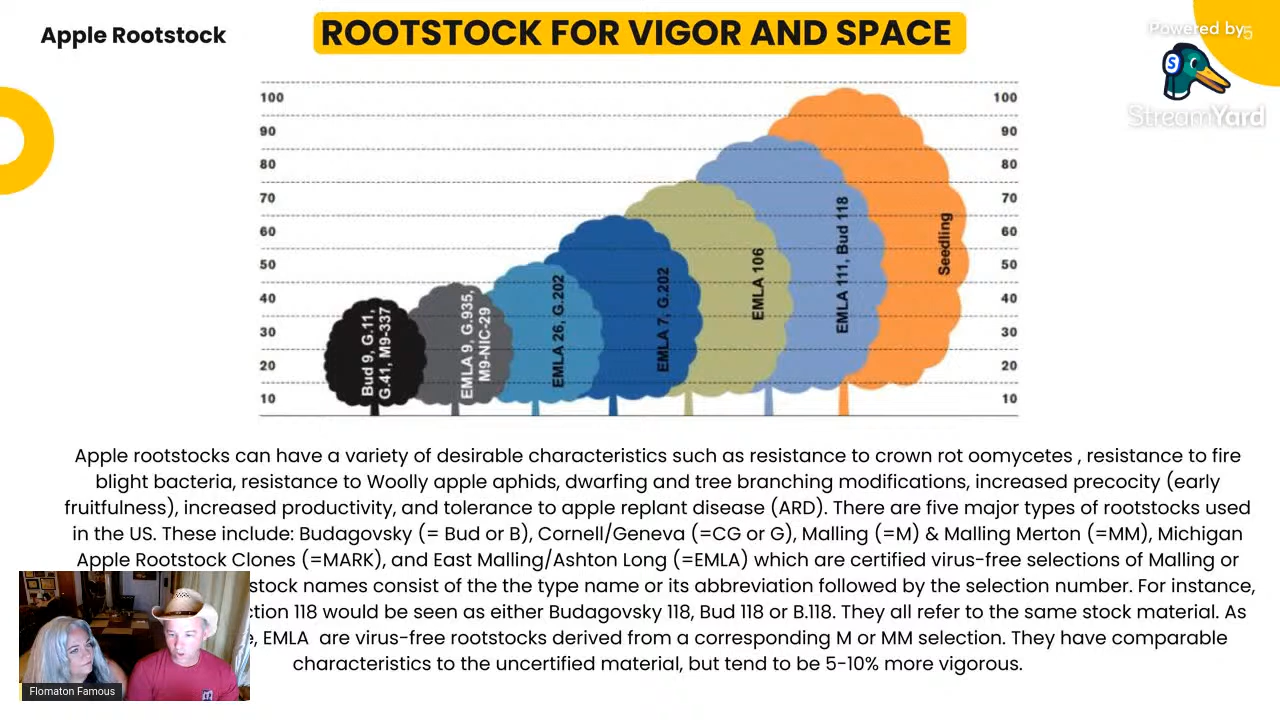 Apple Rootstock
ROOTSTOCK FOR VIGOR AND SPACE
Powered by
5
StreamYard
100
90
80
70
60
50
40
30
20
10
100
90
80
70
60
50
40
30
20
10
Bud 9, G.11,
G.41, M9-337
EMLA 9, G.935,
M9-NIC-29
EMLA 26, G.202
EMLA 7, G.202
EMLA 106
EMLA 111, Bud 118
Seedling
Apple rootstocks can have a variety of desirable characteristics such as resistance to crown rot oomycetes , resistance to fire
blight bacteria, resistance to Woolly apple aphids, dwarfing and tree branching modifications, increased precocity (early
fruitfulness), increased productivity, and tolerance to apple replant disease (ARD). There are five major types of rootstocks used
in the US. These include: Budagovsky (= Bud or B), Cornell/Geneva (=CG or G), Malling (=M) & Malling Merton (=MM), Michigan
Apple Rootstock Clones (=MARK), and East Malling/Ashton Long (=EMLA) which are certified virus-free selections of Malling or
stock names consist of the the type name or its abbreviation followed by the selection number. For instance,
ction 118 would be seen as either Budagovsky 118, Bud 118 or B.118. They all refer to the same stock material. As
, EMLA are virus-free rootstocks derived from a corresponding M or MM selection. They have comparable
characteristics to the uncertified material, but tend to be 5-10% more vigorous.
Flomaton Famous